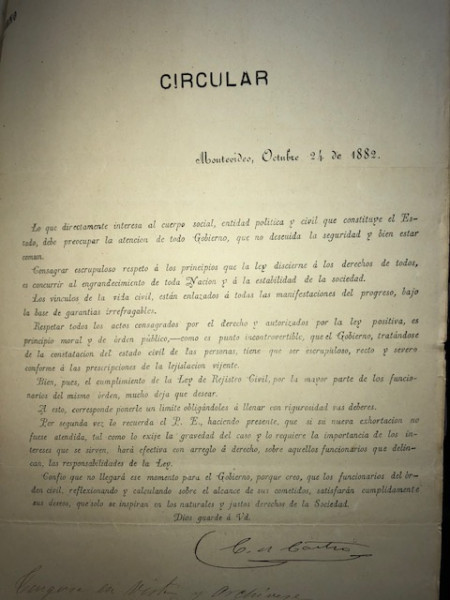 CIRCULAR
Montevideo, Octubre 24 de 1882.
Lo que directamente interesa al cuerpo social, entidad politica y civil que constituye el Es-
tado, debe preocupar la atencion de todo Gobierno, que no descuida la seguridad y bien estar
coman.
Consagrar escrupuloso respeto á los principios que la ley discierne á los derechos de todos,
es concurrir al engrandecimiento de toda Nacion y á la estabilidad de la sociedad.
Los vínculos de la vida civil, están enlazados á todas las manifestaciones del progreso, bajo
la base de garantías irrefragables.
Respetar todos los actos consagrados por el derecho y autorizados por la ley positiva, es
principio moral y de órden público,—como es punto incontrovertible, que el Gobierno, tratándose
de la constatacion del estado civil de las personas, tiene que ser escrupuloso, recto y severo
conforme á las prescripciones de la lejislacion vijente.
Bien, pues, el cumplimiento de la Ley de Rejistro Civil, por la mayor parte de los funcio-
narios del mismo órden, mucho deja que desear.
A esto, corresponde ponerle un límite obligándoles á llenar con rigurosidad sus deberes.
Por segunda vez, lo recuerda el P. E., haciendo presente, que si su nueva exhortacion no
fuese atendida, tal como lo exije la gravedad del caso y lo requiere la importancia de los in-
tereses que se sirven, hará efectiva con arreglo á derecho, sobre aquellos funcionarios que delin-
can, las responsabilidades de la Ley.
Confío que no llegará ese momento para el Gobierno, porque creo, que los funcionarios del ór-
den civil, reflexionando y calculando sobre el alcance de sus cometidos, satisfarán cumplidamente
sus deseos, que solo se inspiran en los naturales y justos derechos de la Sociedad.
Dios guarde á Vd.
Castro